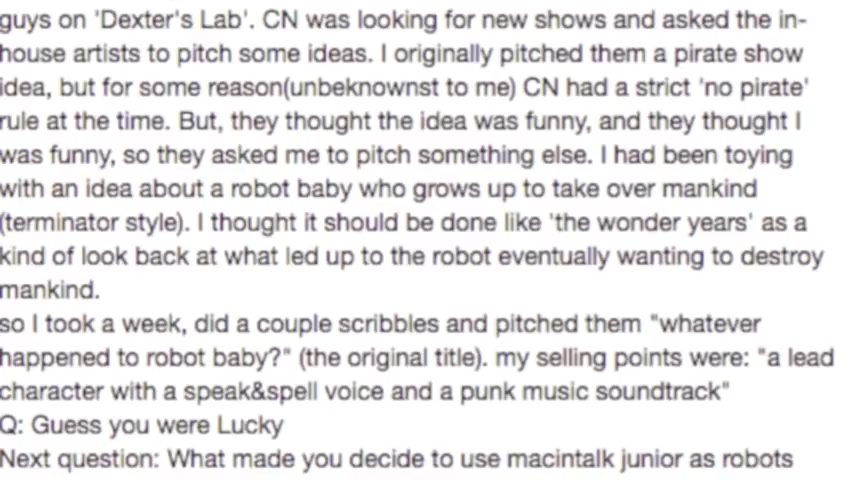 guys on 'Dexter's Lab'. CN was looking for new shows and asked the in-
house artists to pitch some ideas. I originally pitched them a pirate show
idea, but for some reason(unbeknownst to me) CN had a strict 'no pirate'
rule at the time. But, they thought the idea was funny, and they thought I
was funny, so they asked me to pitch something else. I had been toying
with an idea about a robot baby who grows up to take over mankind
(terminator style). I thought it should be done like 'the wonder years' as a
kind of look back at what led up to the robot eventually wanting to destroy
mankind.
so I took a week, did a couple scribbles and pitched them "whatever
happened to robot baby?" (the original title). my selling points were: "a lead
character with a speak&spell voice and a punk music soundtrack"
Q: Guess you were Lucky
Next question: What made you decide to use macintalk junior as robots